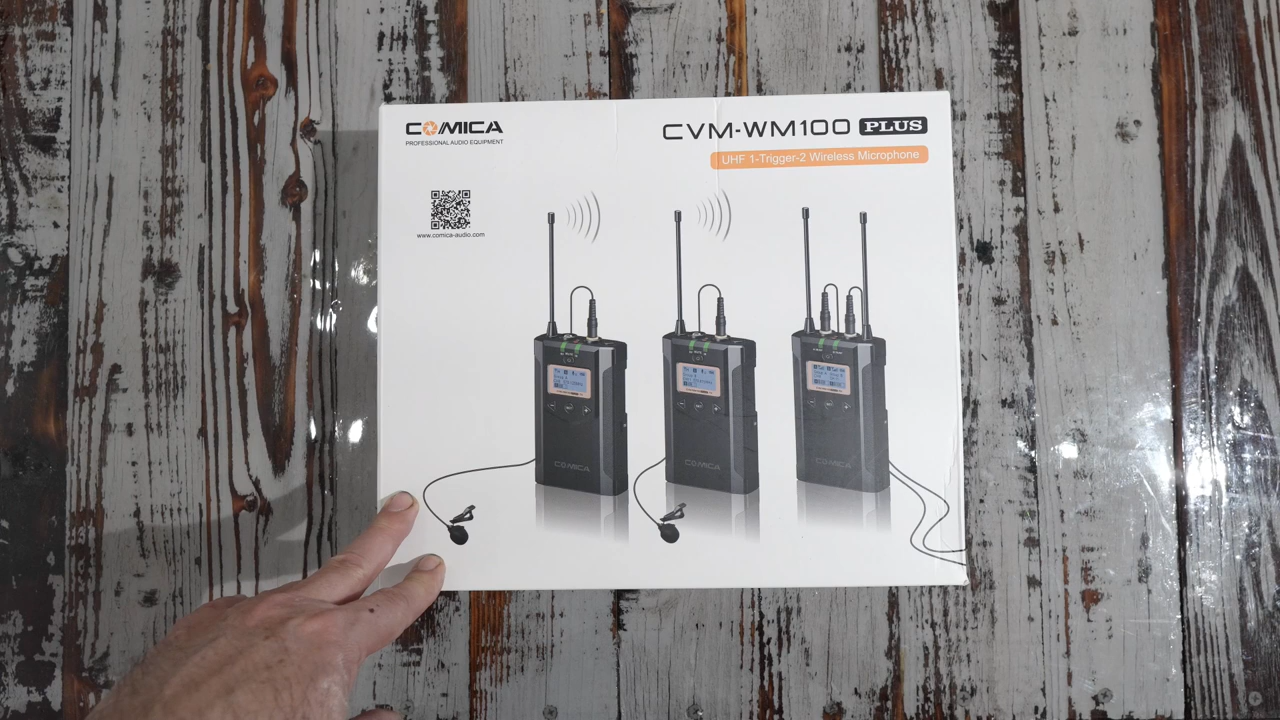 COMICA
PROFESSIONAL AUDIO EQUIPMENT
CVM-WM100 PLUS
UHF 1-Trigger-2 Wireless Microphone
www.comica-audio.com
COMICA
COMICA
COMICA